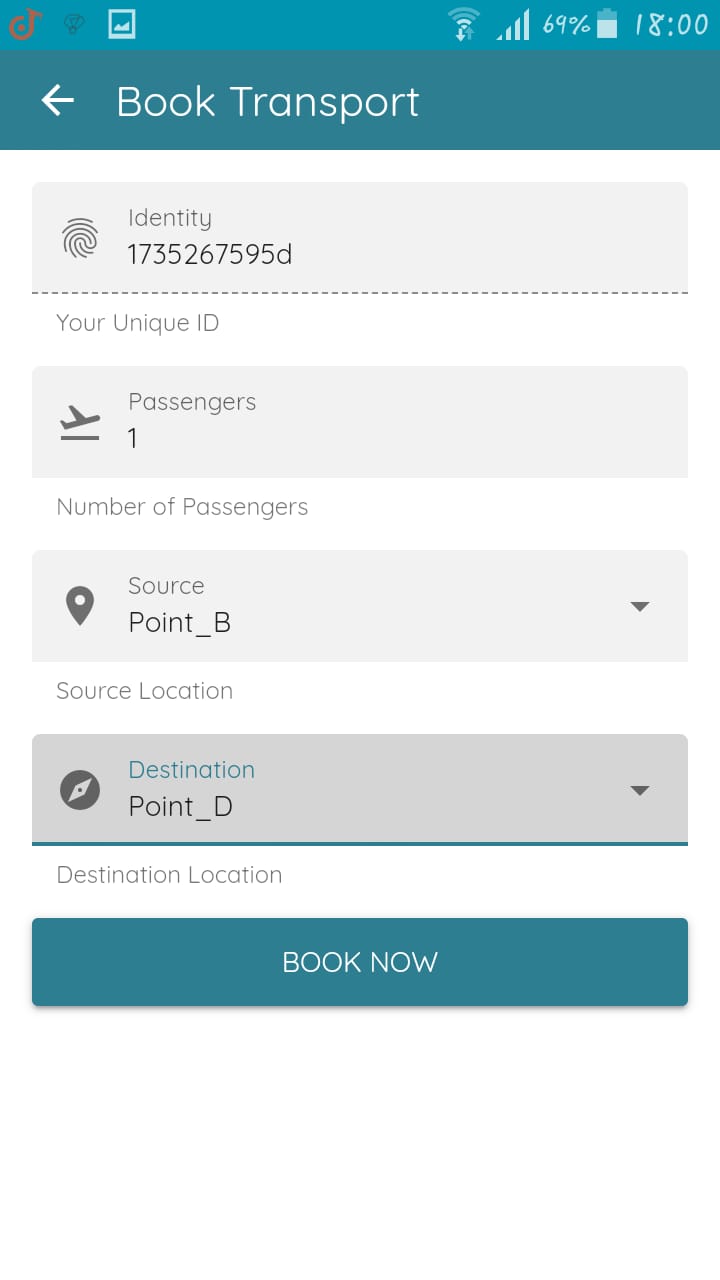 69% 18:00
Book Transport
Identity
1735267595d
Your Unique ID
Passengers
1
Number of Passengers
Source
Point_B
Source Location
Destination
Point_D
Destination Location
BOOK NOW